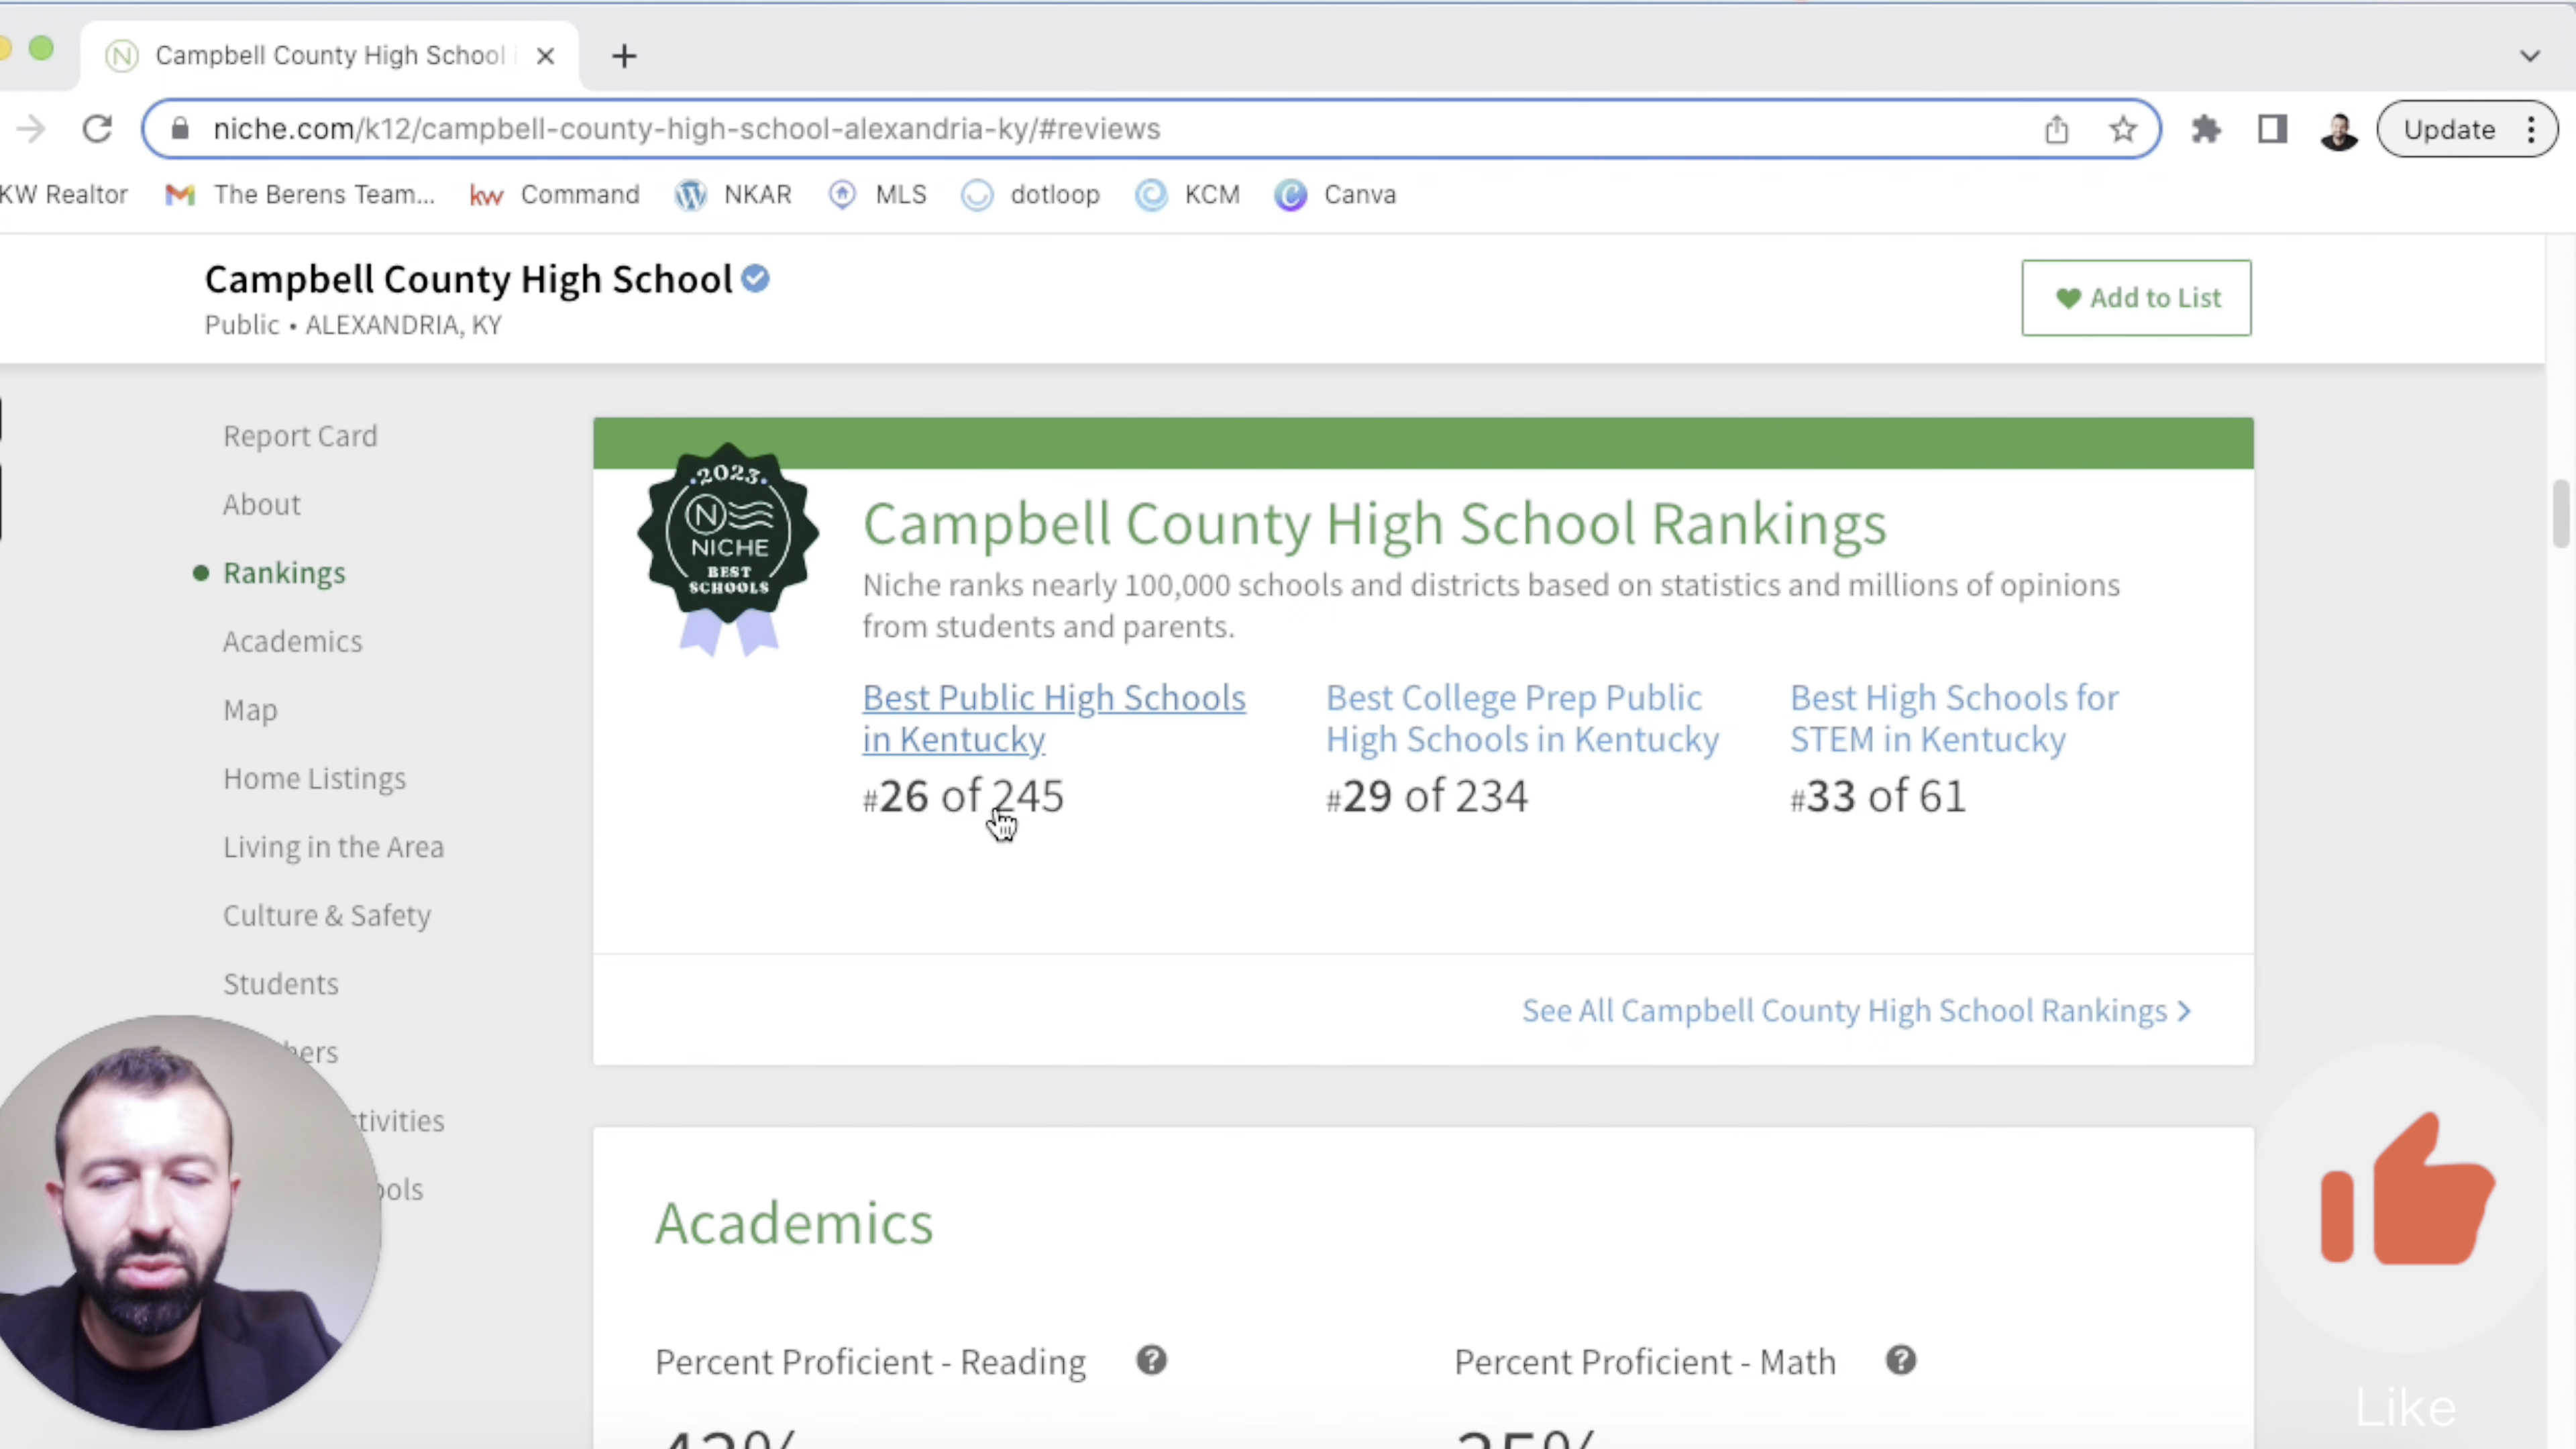 Campbell County High School
niche.com/k12/campbell-county-high-school-alexandria-ky/#reviews
Update
KW Realtor
The Berens Team...
kw Command
NKAR
MLS
dotloop
KCM
Canva
Campbell County High School
Public • ALEXANDRIA, KY
Add to List
Report Card
About
Rankings
Academics
Map
Home Listings
Living in the Area
Culture & Safety
Students
2023
N
NICHE
BEST
SCHOOLS
Campbell County High School Rankings
Niche ranks nearly 100,000 schools and districts based on statistics and millions of opinions
from students and parents.
Best Public High Schools
in Kentucky
#26 of 245
Best College Prep Public
High Schools in Kentucky
#29 of 234
Best High Schools for
STEM in Kentucky
#33 of 61
See All Campbell County High School Rankings
Academics
Percent Proficient - Reading
Percent Proficient - Math
Like